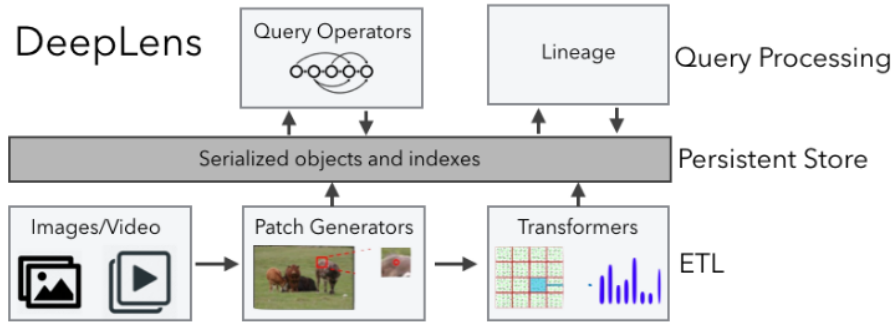 DeepLens
Query Operators
Lineage
Query Processing
Serialized objects and indexes
Persistent Store
Images/Video
Patch Generators
Transformers
ETL